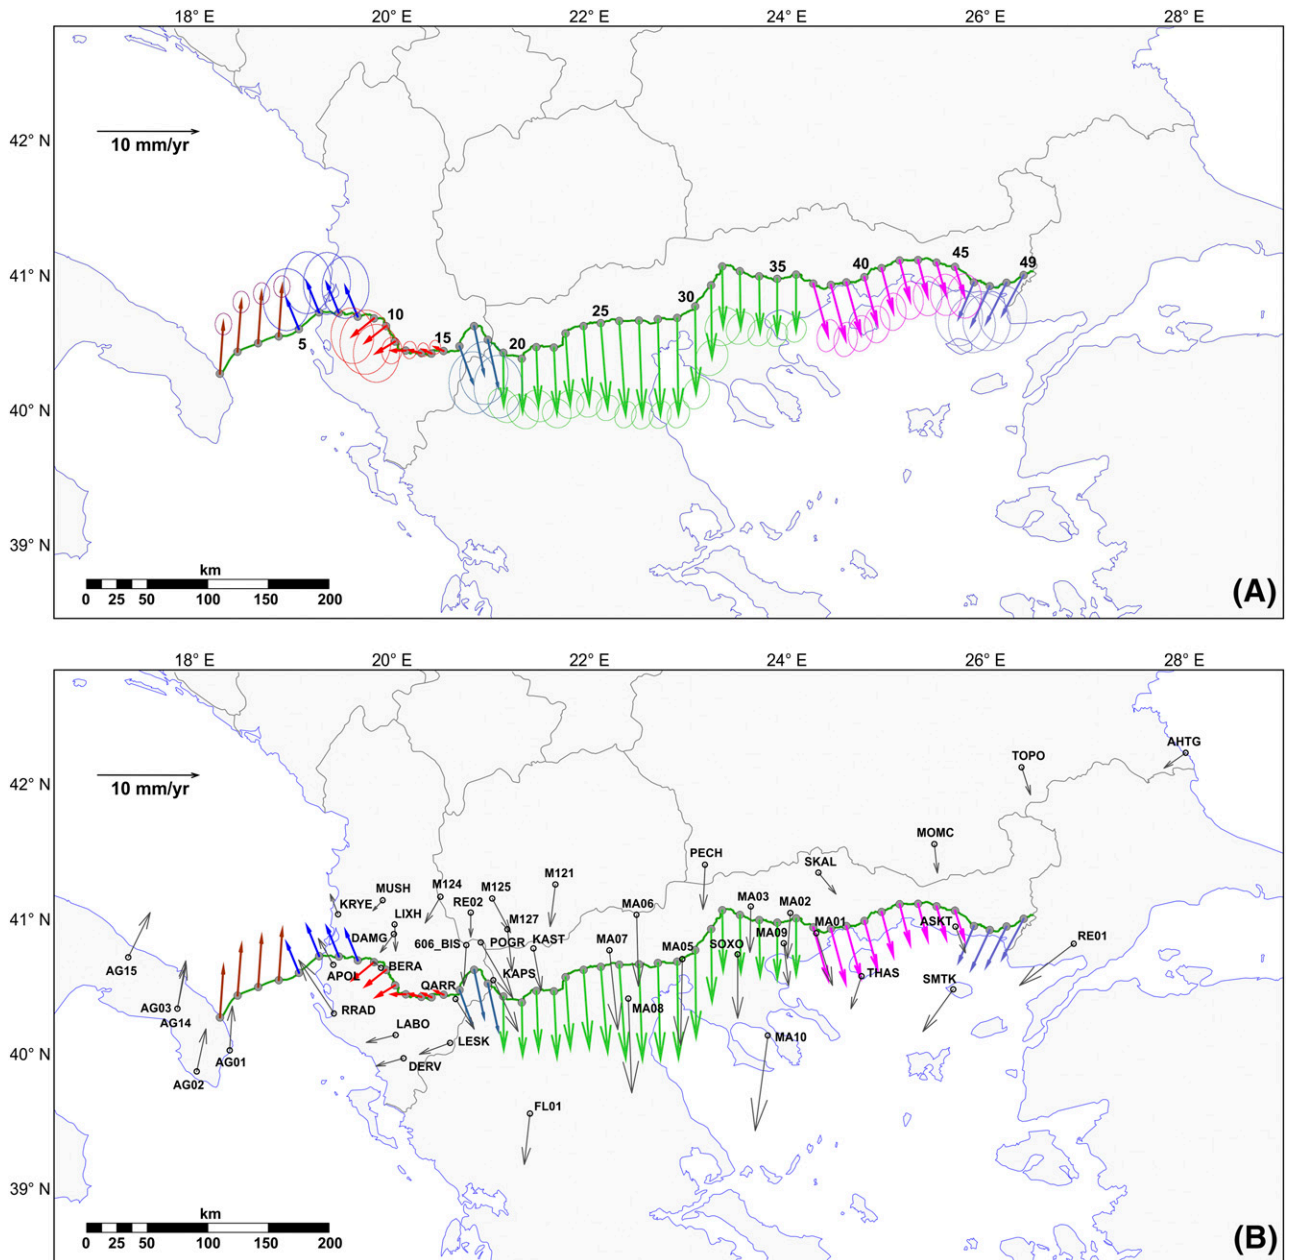 18° E 20° E 22° E 24° E 26° E 28° E
42° N
10 mm/yr
41° N
5 10 15 20 25 30 35 40 45 49
40° N
39° N
km
0 25 50 100 150 200
(A)
18° E 20° E 22° E 24° E 26° E 28° E
AHTG
TOPO
42° N
10 mm/yr
MOMC
PECH
SKAL
M121
MUSH M124 M125
KRYE RE02 MA06 MA03 MA02
LIXH
41° N
M127 ASKT
MA01
DAMG 606_BIS POGR KAST MA07 MA05 SOXO MA09 RE01
AG15 APOL BERA
KAPS THAS
QARR SMTK
AG03 RRAD MA08
AG14
LABO
LESK MA10
40° N
AG01 DERV
AG02
FL01
39° N
km
0 25 50 100 150 200
(B)